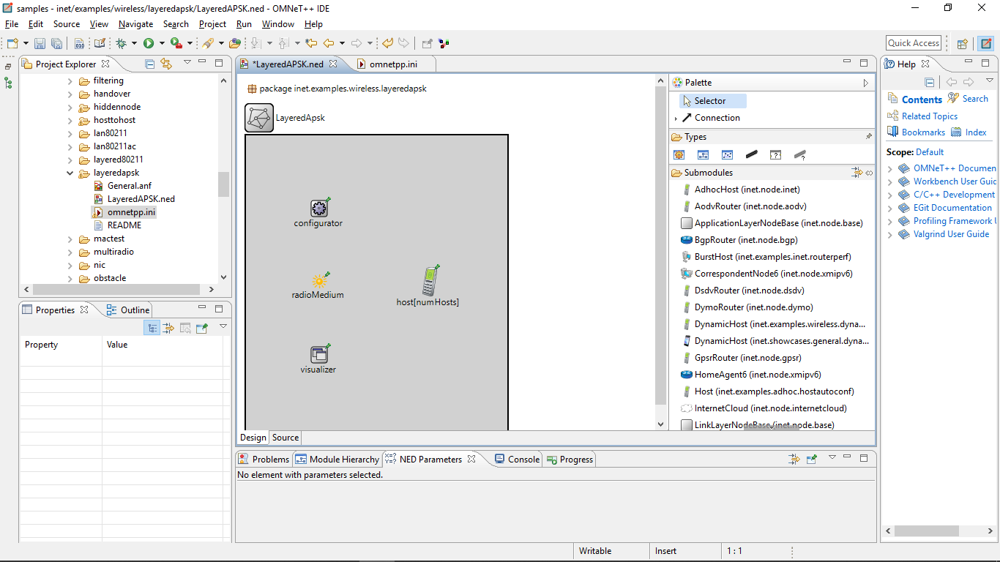 samples - inet/examples/wireless/layeredapsk/LayeredAPSK.ned - OMNeT++ IDE
File Edit Source View Navigate Search Project Run Window Help
Quick Access
Project Explorer
filtering
handover
hiddennode
hosttohost
lan80211
lan80211ac
layered80211
layeredapsk
General.anf
LayeredAPSK.ned
omnetpp.ini
README
mactest
multiradio
nic
obstacle
Properties Outline
Property Value
*LayeredAPSK.ned omnetpp.ini
package inet.examples.wireless.layeredapsk
LayeredApsk
configurator
radioMedium
host[numHosts]
visualizer
Design Source
Palette
Selector
Connection
Types
Submodules
AdhocHost (inet.node.inet)
AodvRouter (inet.node.aodv)
ApplicationLayerNodeBase (inet.node.base)
BgpRouter (inet.node.bgp)
BurstHost (inet.examples.inet.routerperf)
CorrespondentNode6 (inet.node.xmipv6)
DsdvRouter (inet.node.dsdv)
DymoRouter (inet.node.dymo)
DynamicHost (inet.examples.wireless.dyna...
DynamicHost (inet.showcases.general.dyna...
GpsrRouter (inet.node.gpsr)
HomeAgent6 (inet.node.xmipv6)
Host (inet.examples.adhoc.hostautoconf)
InternetCloud (inet.node.internetcloud)
LinkLayerNodeBase (inet.node.base)
Problems Module Hierarchy NED Parameters Console Progress
No element with parameters selected.
Help
Contents Search
Related Topics
Bookmarks Index
Scope: Default
OMNeT++ Documen
Workbench User Guid
C/C++ Development
EGit Documentation
Profiling Framework U
Valgrind User Guide
Writable Insert 1 : 1